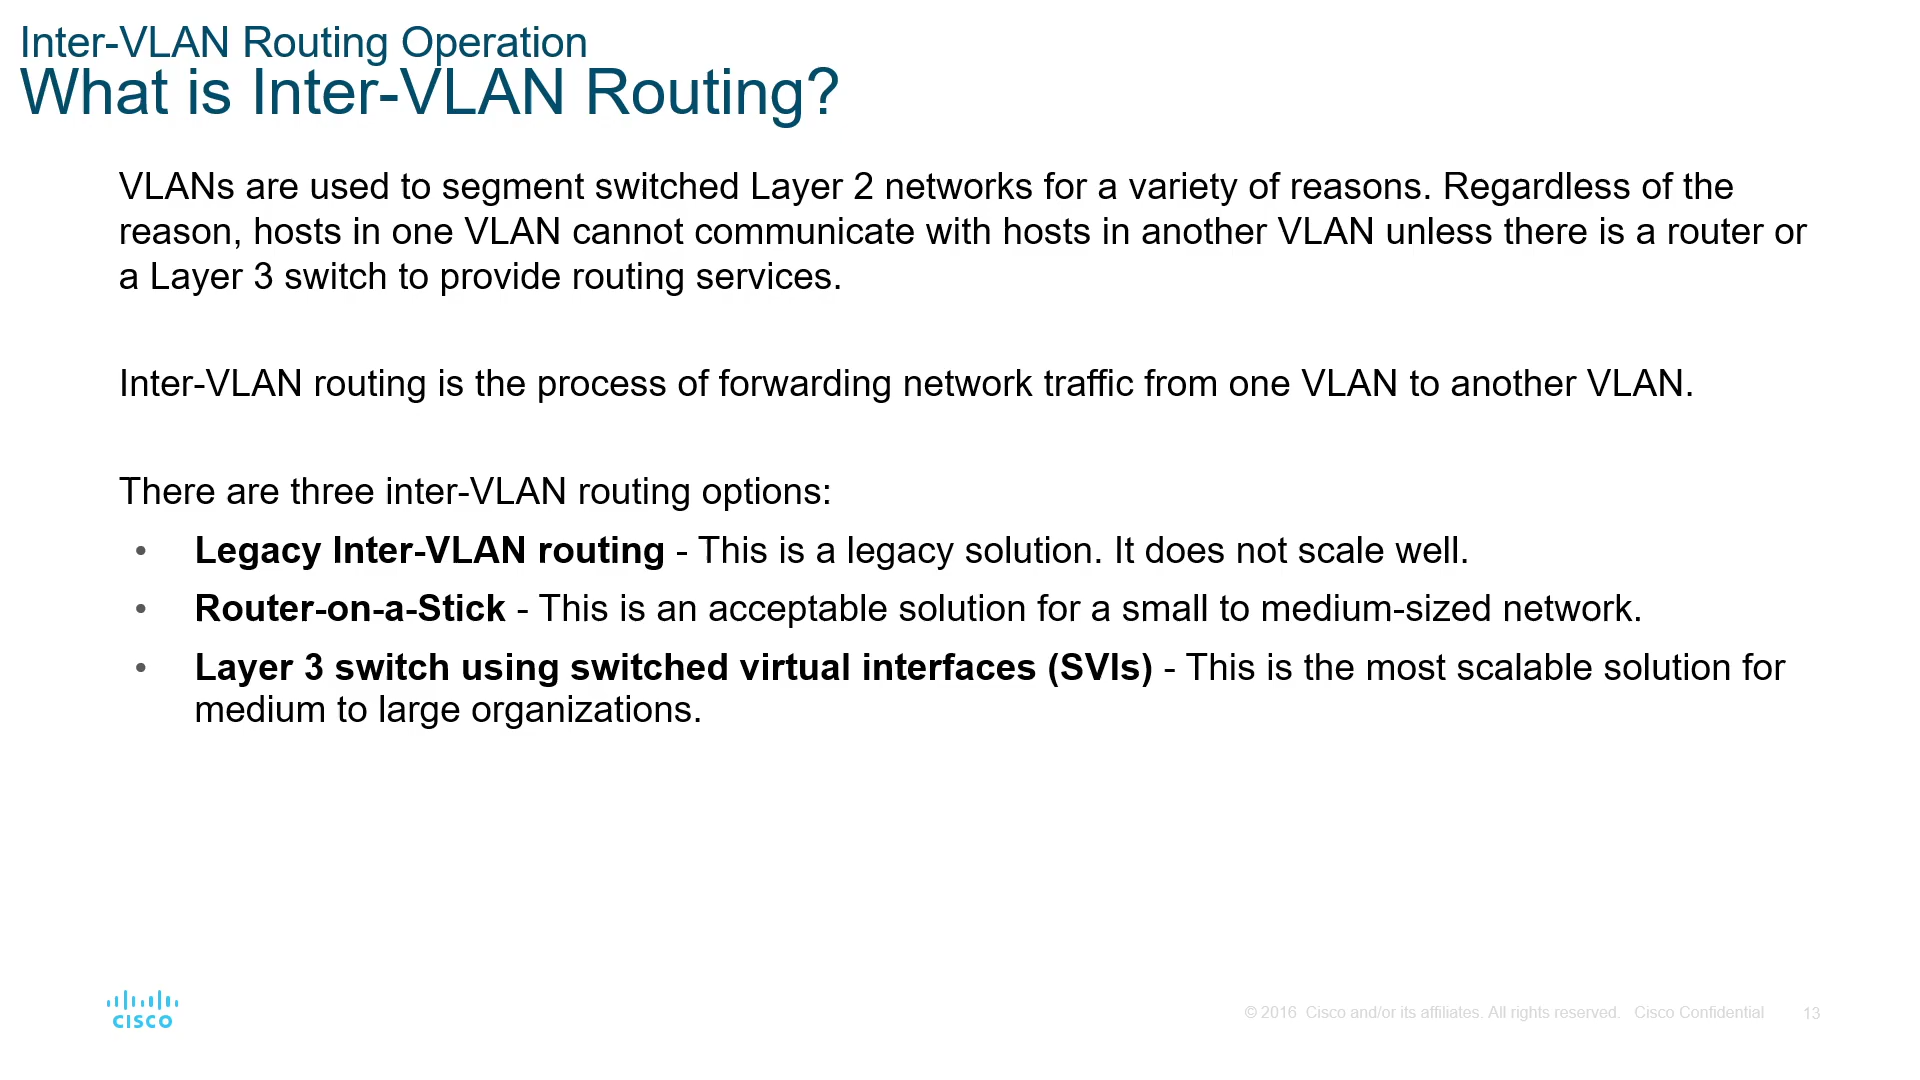 Inter-VLAN Routing Operation
What is Inter-VLAN Routing?
VLANs are used to segment switched Layer 2 networks for a variety of reasons. Regardless of the
reason, hosts in one VLAN cannot communicate with hosts in another VLAN unless there is a router or
a Layer 3 switch to provide routing services.
Inter-VLAN routing is the process of forwarding network traffic from one VLAN to another VLAN.
There are three inter-VLAN routing options:
• Legacy Inter-VLAN routing - This is a legacy solution. It does not scale well.
• Router-on-a-Stick - This is an acceptable solution for a small to medium-sized network.
• Layer 3 switch using switched virtual interfaces (SVIs) - This is the most scalable solution for
medium to large organizations.
CISCO
© 2016 Cisco and/or its affiliates. All rights reserved. Cisco Confidential 13